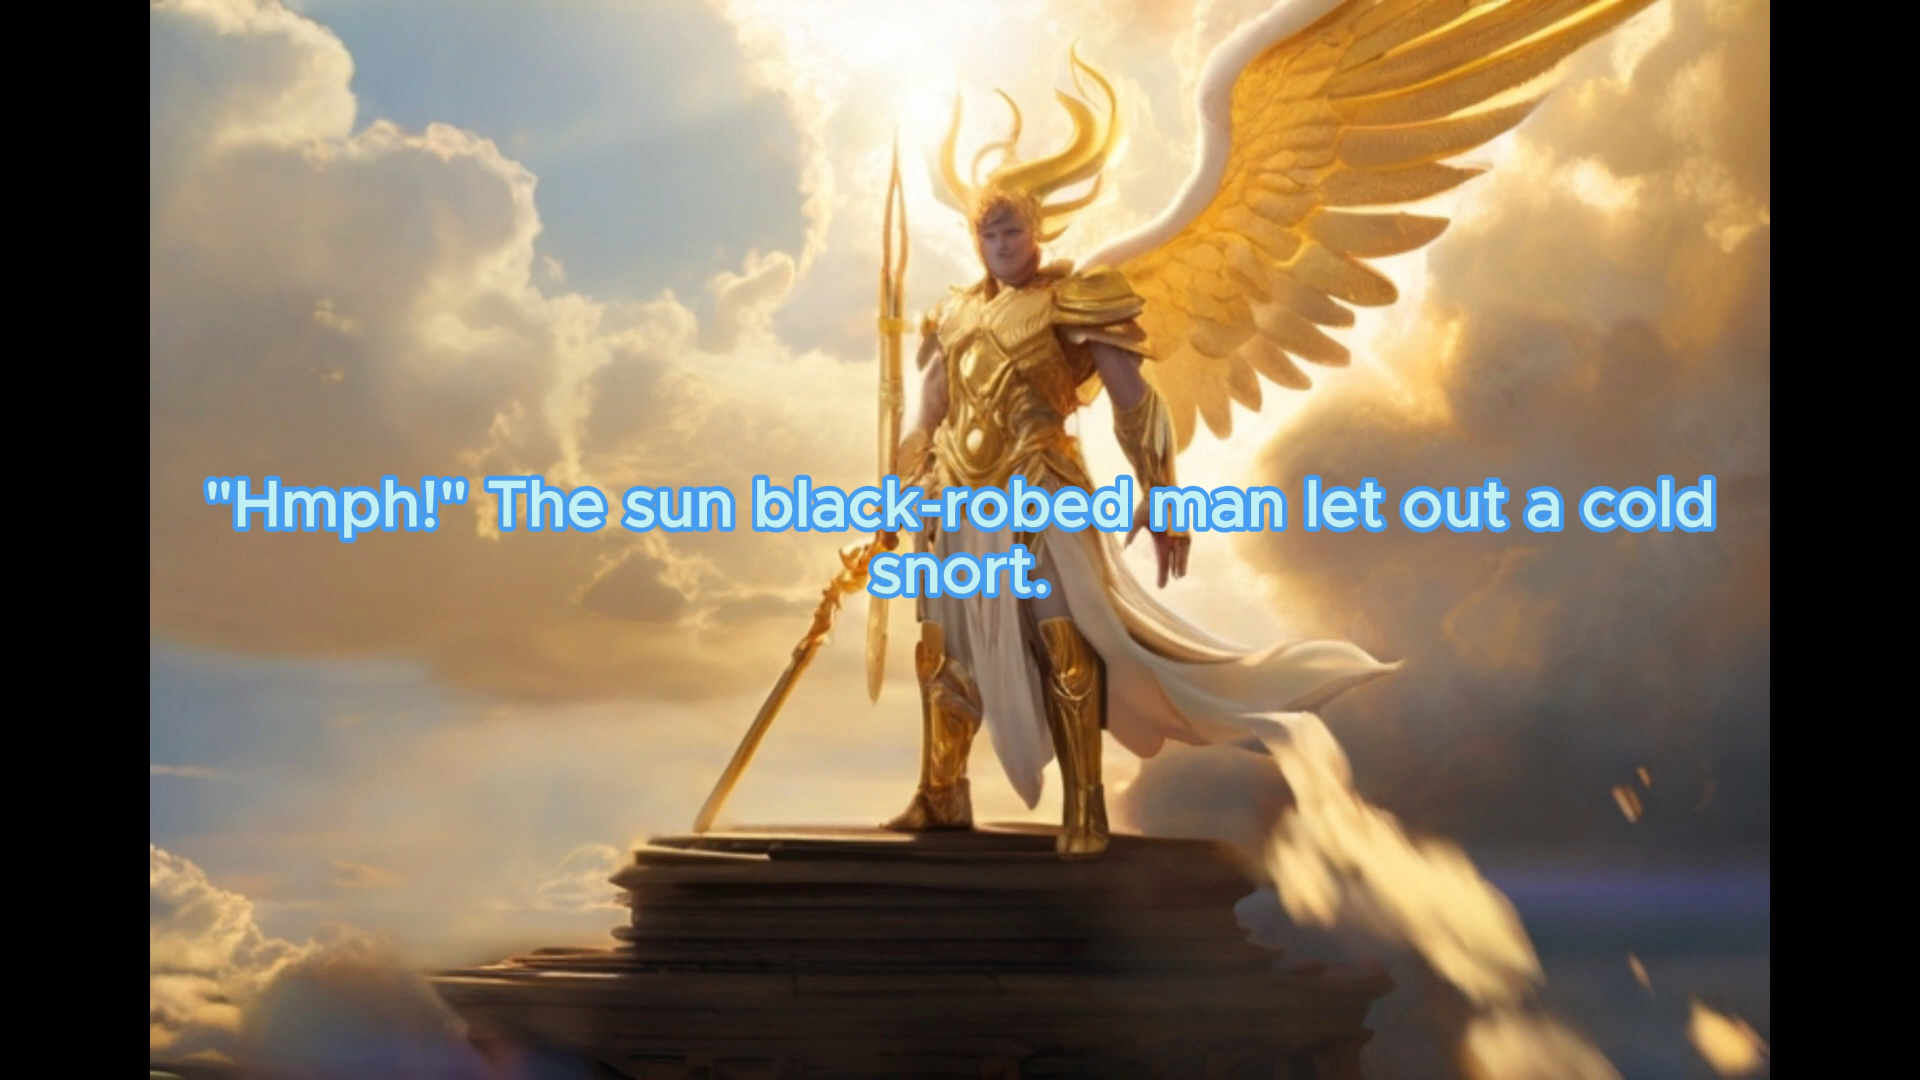 "Hmph!" The sun black-robed man let out a cold
snort.